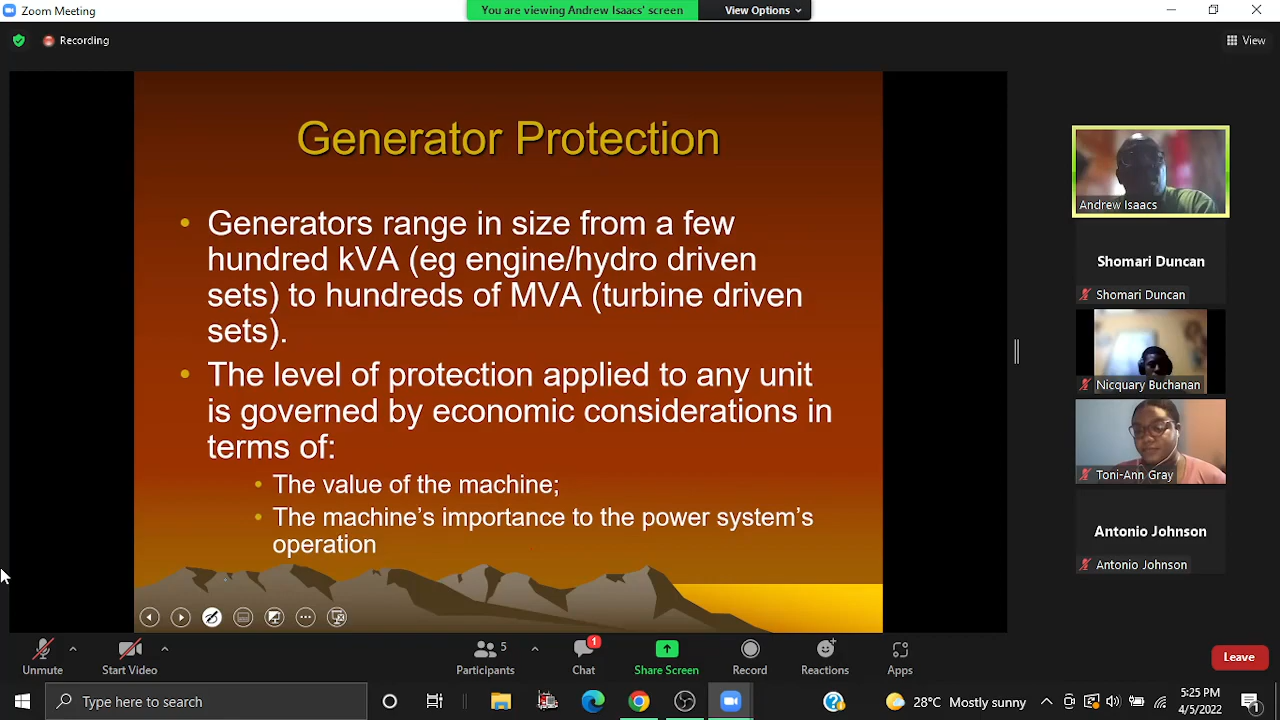 Zoom Meeting
You are viewing Andrew Isaacs' screen
View Options
Recording
View
Generator Protection
• Generators range in size from a few
hundred kVA (eg engine/hydro driven
sets) to hundreds of MVA (turbine driven
sets).
• The level of protection applied to any unit
is governed by economic considerations in
terms of:
• The value of the machine;
• The machine's importance to the power system's
operation
Andrew Isaacs
Shomari Duncan
Shomari Duncan
Nicquary Buchanan
Toni-Ann Gray
Antonio Johnson
Antonio Johnson
Unmute
Start Video
Participants 5
Chat 1
Share Screen
Record
Reactions
Apps
Leave
Type here to search
28°C Mostly sunny
5:25 PM
4/5/2022
1